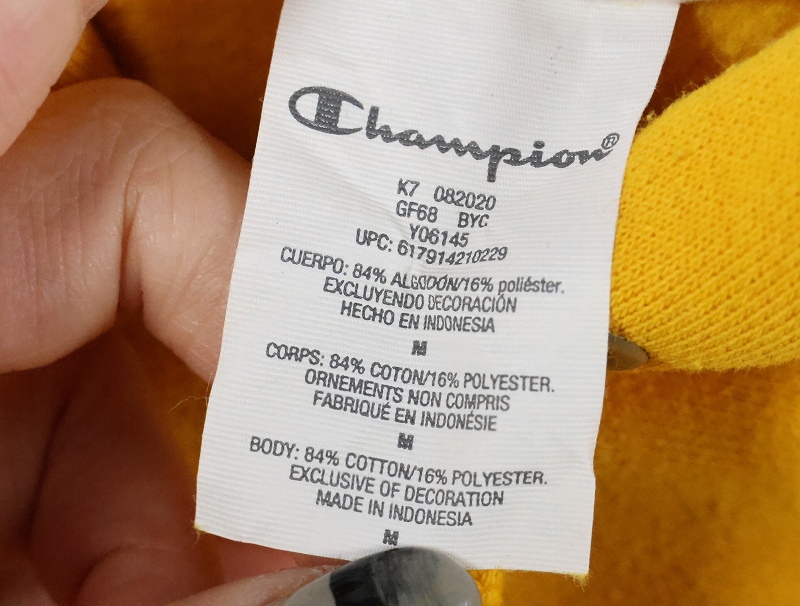 Champion®
K7 082020
GF68 BYC
Y06145
UPC: 617914210229
CUERPO: 84% ALGODÓN/16% poliéster.
EXCLUYENDO DECORACIÓN
HECHO EN INDONESIA
M
CORPS: 84% COTON/16% POLYESTER.
ORNEMENTS NON COMPRIS
FABRIQUÉ EN INDONÉSIE
M
BODY: 84% COTTON/16% POLYESTER.
EXCLUSIVE OF DECORATION
MADE IN INDONESIA
M